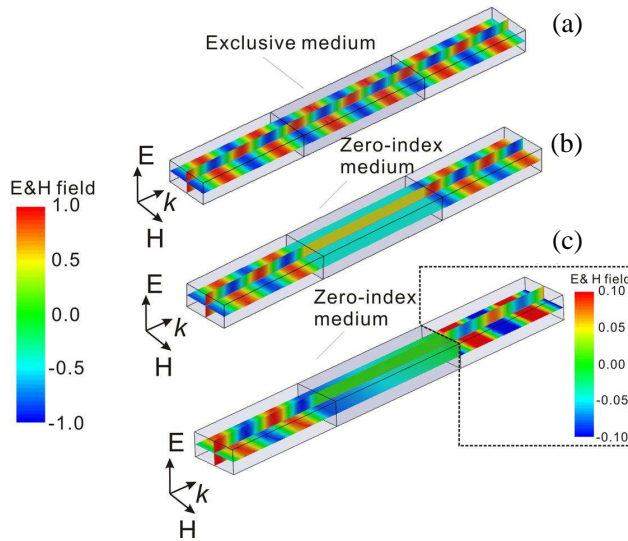 (a)
Exclusive medium
(b)
Zero-index
medium
E
k
H
E&H field
1.0
0.5
0.0
-0.5
-1.0
(c)
E
k
H
Zero-index
medium
E& H field
0.10
0.05
0.00
-0.05
-0.10
E
k
H